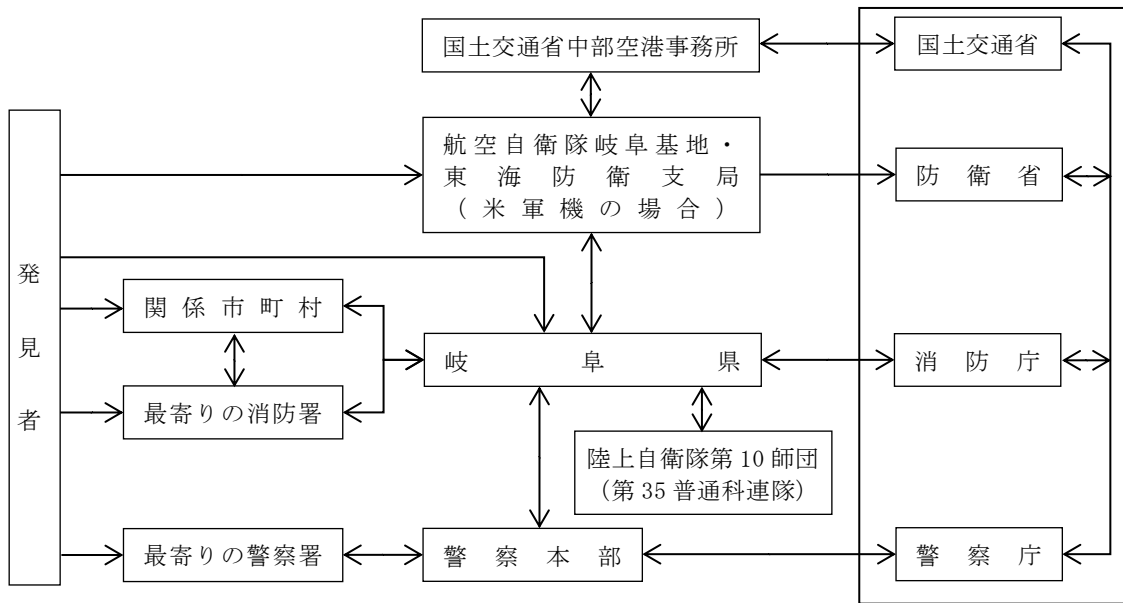 国土交通省中部空港事務所
国土交通省
航空自衛隊岐阜基地・
東海防衛支局
(米軍機の場合)
防衛省
発見者
関係市町村
岐阜県
消防庁
最寄りの消防署
陸上自衛隊第10師団
(第35普通科連隊)
最寄りの警察署
警察本部
警察庁